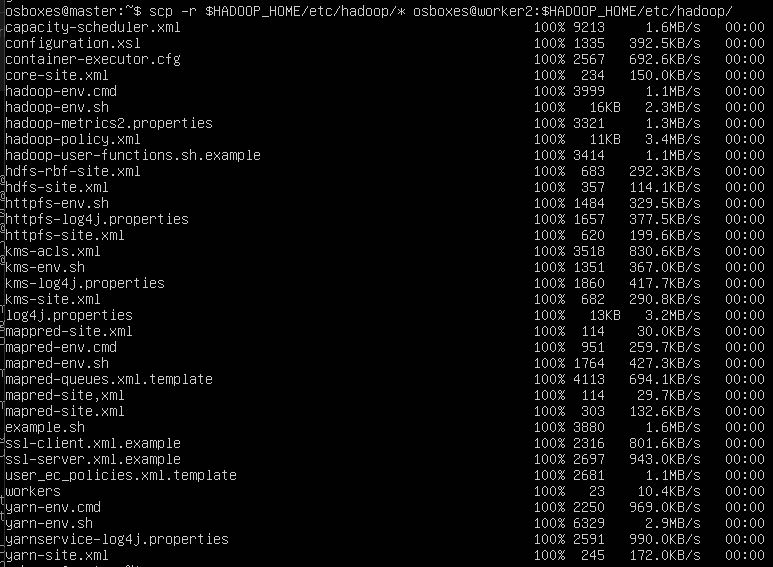 osboxes@master:~$ scp -r $HADOOP_HOME/etc/hadoop/* osboxes@worker2:$HADOOP_HOME/etc/hadoop/
capacity-scheduler.xml 100% 9213 1.6MB/s 00:00
configuration.xsl 100% 1335 392.5KB/s 00:00
container-executor.cfg 100% 2567 692.6KB/s 00:00
core-site.xml 100% 234 150.0KB/s 00:00
hadoop-env.cmd 100% 3999 1.1MB/s 00:00
hadoop-env.sh 100% 16KB 2.3MB/s 00:00
hadoop-metrics2.properties 100% 3321 1.3MB/s 00:00
hadoop-policy.xml 100% 11KB 3.4MB/s 00:00
hadoop-user-functions.sh.example 100% 3414 1.1MB/s 00:00
hdfs-rbf-site.xml 100% 683 292.3KB/s 00:00
hdfs-site.xml 100% 357 114.1KB/s 00:00
httpfs-env.sh 100% 1484 329.5KB/s 00:00
httpfs-log4j.properties 100% 1657 377.5KB/s 00:00
httpfs-site.xml 100% 620 199.6KB/s 00:00
kms-acls.xml 100% 3518 830.6KB/s 00:00
kms-env.sh 100% 1351 367.0KB/s 00:00
kms-log4j.properties 100% 1860 417.7KB/s 00:00
kms-site.xml 100% 682 290.8KB/s 00:00
log4j.properties 100% 13KB 3.2MB/s 00:00
mappred-site.xml 100% 114 30.0KB/s 00:00
mapred-env.cmd 100% 951 259.7KB/s 00:00
mapred-env.sh 100% 1764 427.3KB/s 00:00
mapred-queues.xml.template 100% 4113 694.1KB/s 00:00
mapred-site,xml 100% 114 29.7KB/s 00:00
mapred-site.xml 100% 303 132.6KB/s 00:00
example.sh 100% 3880 1.6MB/s 00:00
ssl-client.xml.example 100% 2316 801.6KB/s 00:00
ssl-server.xml.example 100% 2697 943.0KB/s 00:00
user_ec_policies.xml.template 100% 2681 1.1MB/s 00:00
workers 100% 23 10.4KB/s 00:00
yarn-env.cmd 100% 2250 969.0KB/s 00:00
yarn-env.sh 100% 6329 2.9MB/s 00:00
yarnservice-log4j.properties 100% 2591 990.0KB/s 00:00
yarn-site.xml 100% 245 172.0KB/s 00:00